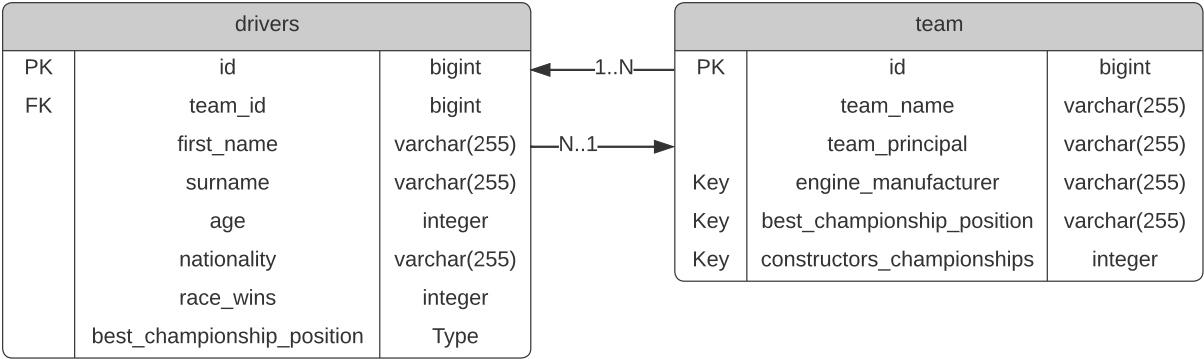 drivers
PK id bigint
FK team_id bigint
first_name varchar(255)
surname varchar(255)
age integer
nationality varchar(255)
race_wins integer
best_championship_position Type
1..N
N..1
team
PK id bigint
team_name varchar(255)
team_principal varchar(255)
Key engine_manufacturer varchar(255)
Key best_championship_position varchar(255)
Key constructors_championships integer